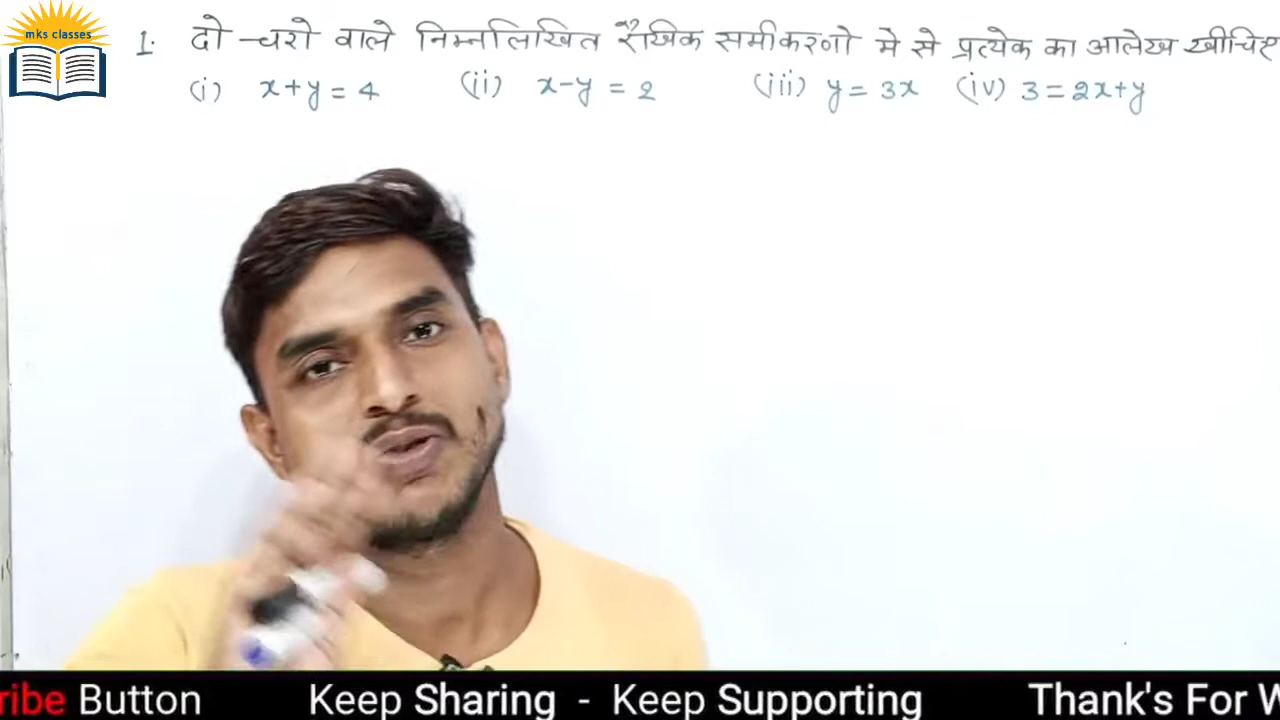 mks classes
1. दो चरो वाले निम्नलिखित रैखिक समीकरणो मे से प्रत्येक का आलेख खीचिए
(i) x+y = 4 (ii) x-y = 2 (iii) y = 3x (iv) 3 = 2x+y
ribe Button Keep Sharing - Keep Supporting Thank's For W